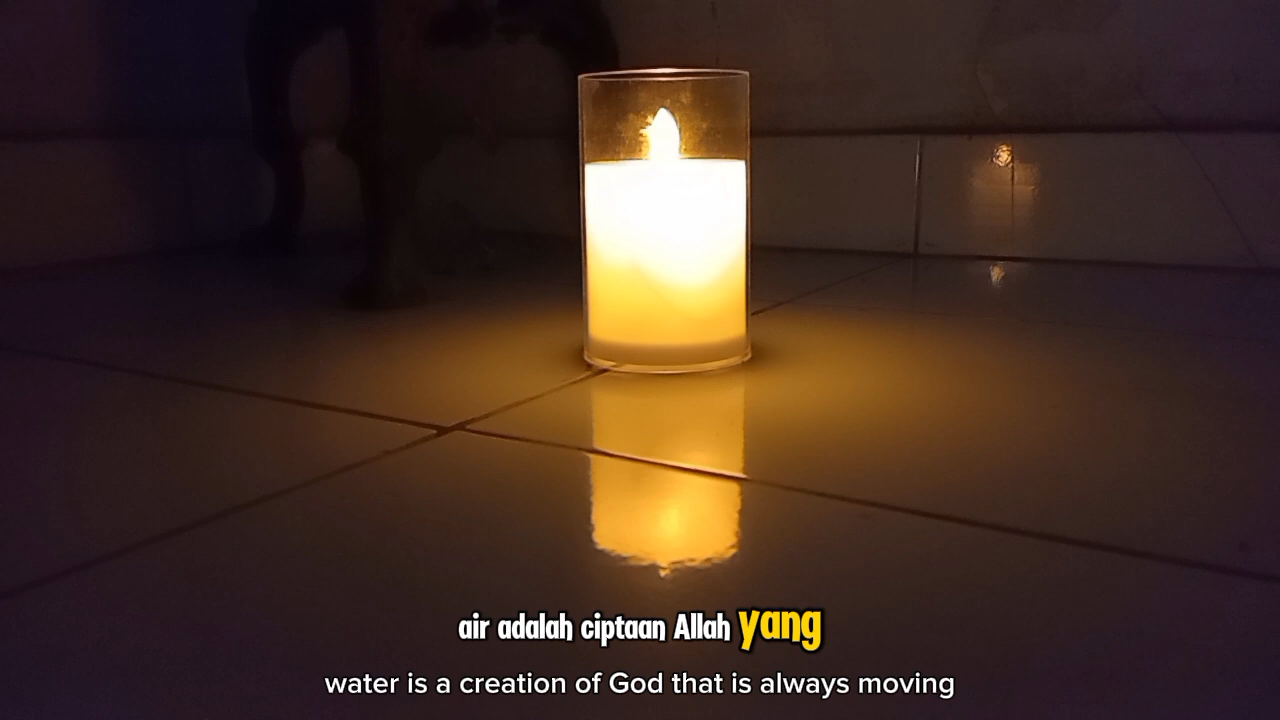 air adalah ciptaan Allah yang
water is a creation of God that is always moving